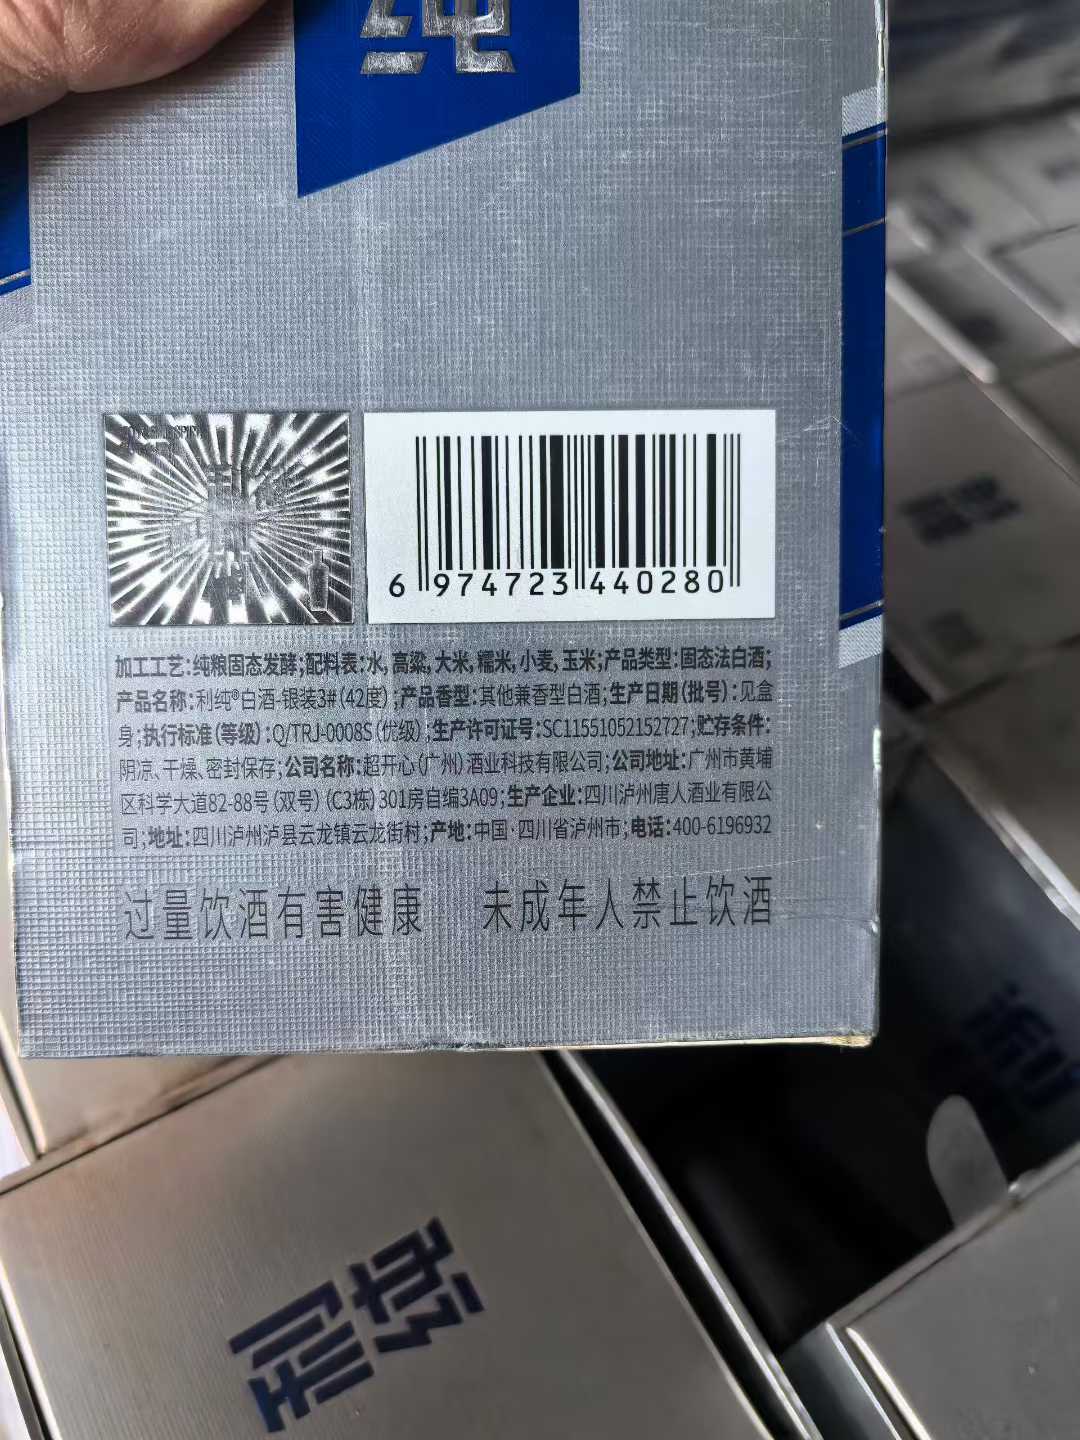 纯
6 974723 440280
加工工艺:纯粮固态发酵;配料表:水,高粱,大米,糯米,小麦,玉米;产品类型:固态法白酒;
产品名称:利纯®白酒-银装3#(42度);产品香型:其他兼香型白酒;生产日期(批号):见盒
身;执行标准(等级):Q/TRJ-0008S(优级);生产许可证号:SC11551052152727;贮存条件:
阴凉、干燥、密封保存;公司名称:超开心(广州)酒业科技有限公司;公司地址:广州市黄埔
区科学大道82-88号(双号)(C3栋)301房自编3A09;生产企业:四川泸州唐人酒业有限公
司;地址:四川泸州泸县云龙镇云龙街村;产地:中国·四川省泸州市;电话:400-6196932
过量饮酒有害健康 未成年人禁止饮酒
利纯
利纯